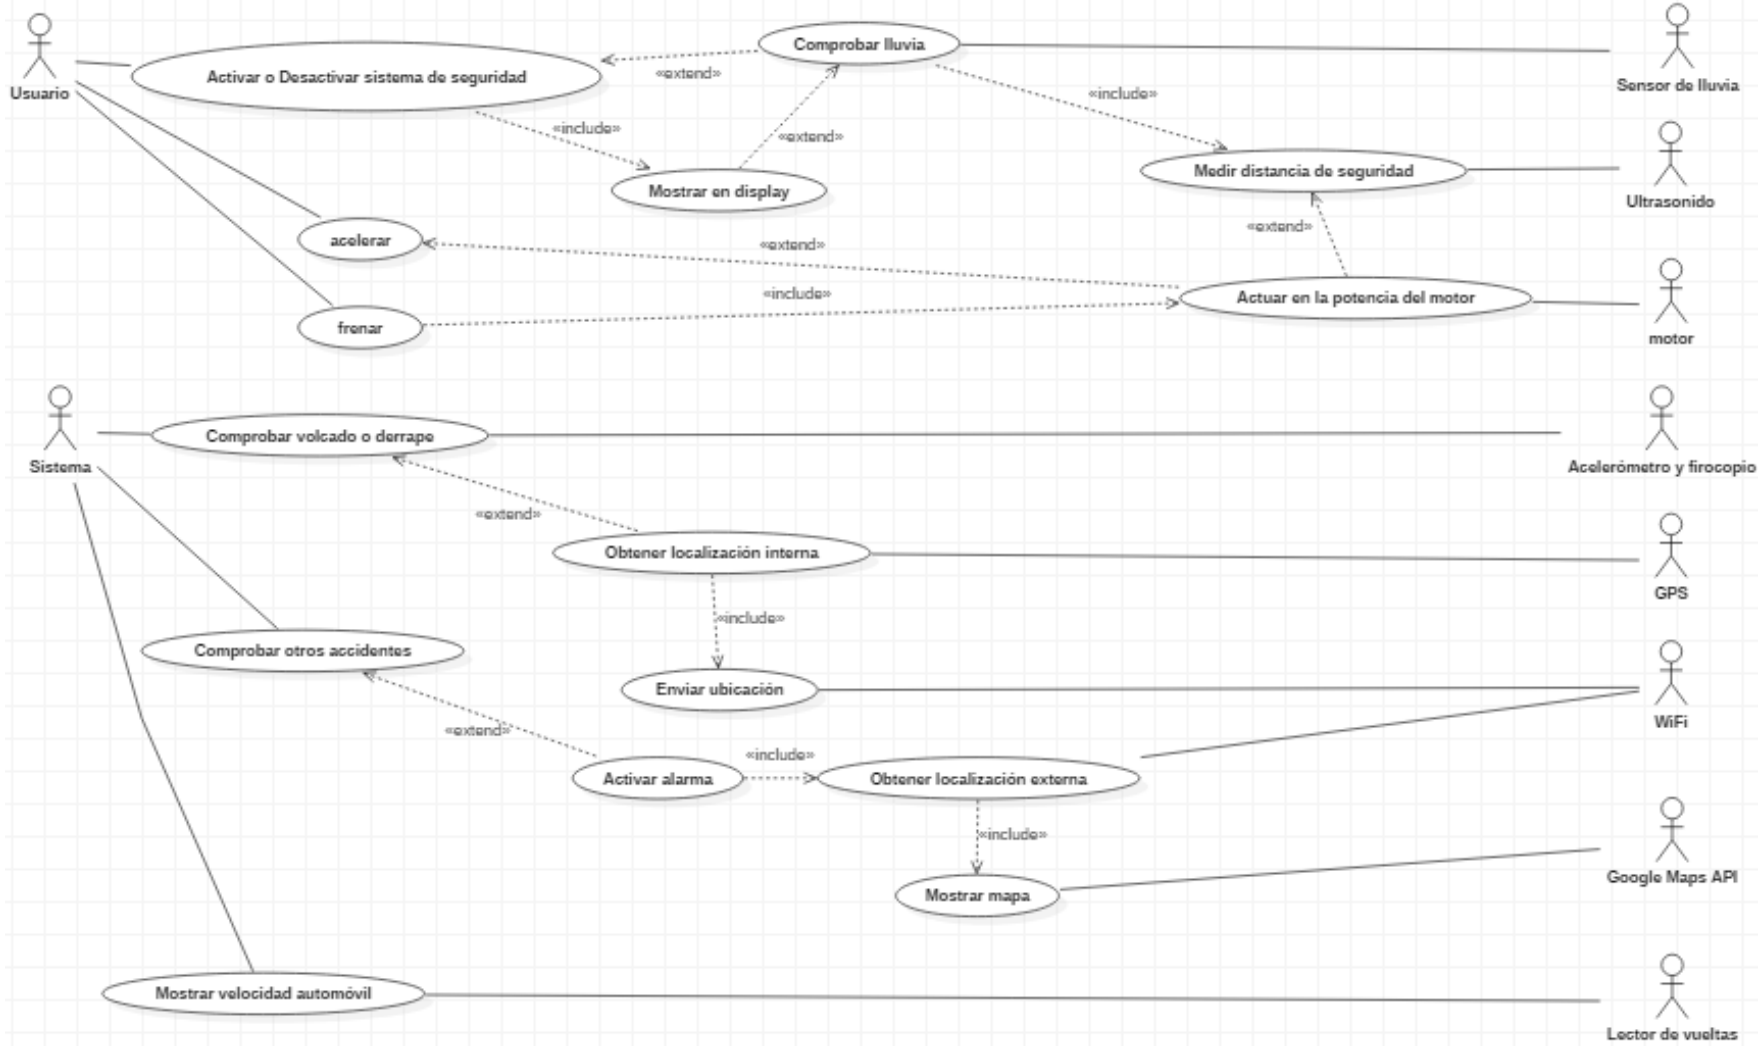 Comprobar lluvia
Activar o Desactivar sistema de seguridad
«extend»
Sensor de lluvia
Usuario
«include»
«include»
«extend»
Medir distancia de seguridad
Mostrar en display
Ultrasonido
«extend»
acelerar
«extend»
«include»
Actuar en la potencia del motor
frenar
motor
Comprobar volcado o derrape
Sistema
Acelerómetro y firocopio
«extend»
Obtener localización interna
GPS
«include»
Comprobar otros accidentes
Enviar ubicación
WiFi
«extend»
«include»
Activar alarma
Obtener localización externa
«include»
Google Maps API
Mostrar mapa
Mostrar velocidad automóvil
Lector de vueltas